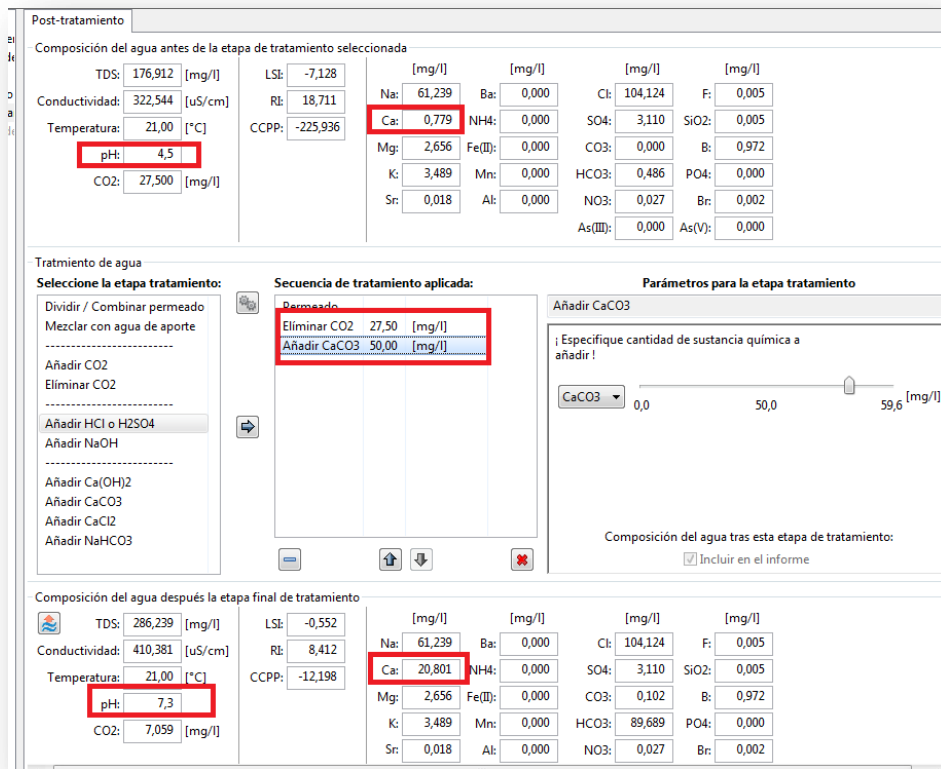 Post-tratamiento
Composición del agua antes de la etapa de tratamiento seleccionada
[mg/l] [mg/l] [mg/l] [mg/l]
TDS: 176,912 [mg/l] LSI: -7,128 Na: 61,239 Ba: 0,000 Cl: 104,124 F: 0,005
Conductividad: 322,544 [uS/cm] RI: 18,711 Ca: 0,779 NH4: 0,000 SO4: 3,110 SiO2: 0,005
Temperatura: 21,00 [°C] CCPP: -225,936 Mg: 2,656 Fe(II): 0,000 CO3: 0,000 B: 0,972
pH: 4,5 K: 3,489 Mn: 0,000 HCO3: 0,486 PO4: 0,000
CO2: 27,500 [mg/l] Sr: 0,018 Al: 0,000 NO3: 0,027 Br: 0,002
As(III): 0,000 As(V): 0,000
Tratmiento de agua
Seleccione la etapa tratamiento: Secuencia de tratamiento aplicada: Parámetros para la etapa tratamiento
Dividir / Combinar permeado Permeado Añadir CaCO3
Mezclar con agua de aporte Elíminar CO2 27,50 [mg/l]
------------------------ Añadir CaCO3 50,00 [mg/l] ¡ Especifique cantidad de sustancia química a
Añadir CO2 añadir !
Elíminar CO2
------------------------ CaCO3 0,0 50,0 59,6 [mg/l]
Añadir HCl o H2SO4
Añadir NaOH
------------------------
Añadir Ca(OH)2
Añadir CaCO3
Añadir CaCl2
Añadir NaHCO3 Composición del agua tras esta etapa de tratamiento:
Incluir en el informe
Composición del agua después la etapa final de tratamiento
[mg/l] [mg/l] [mg/l] [mg/l]
TDS: 286,239 [mg/l] LSI: -0,552 Na: 61,239 Ba: 0,000 Cl: 104,124 F: 0,005
Conductividad: 410,381 [uS/cm] RI: 8,412 Ca: 20,801 NH4: 0,000 SO4: 3,110 SiO2: 0,005
Temperatura: 21,00 [°C] CCPP: -12,198 Mg: 2,656 Fe(II): 0,000 CO3: 0,102 B: 0,972
pH: 7,3 K: 3,489 Mn: 0,000 HCO3: 89,689 PO4: 0,000
CO2: 7,059 [mg/l] Sr: 0,018 Al: 0,000 NO3: 0,027 Br: 0,002